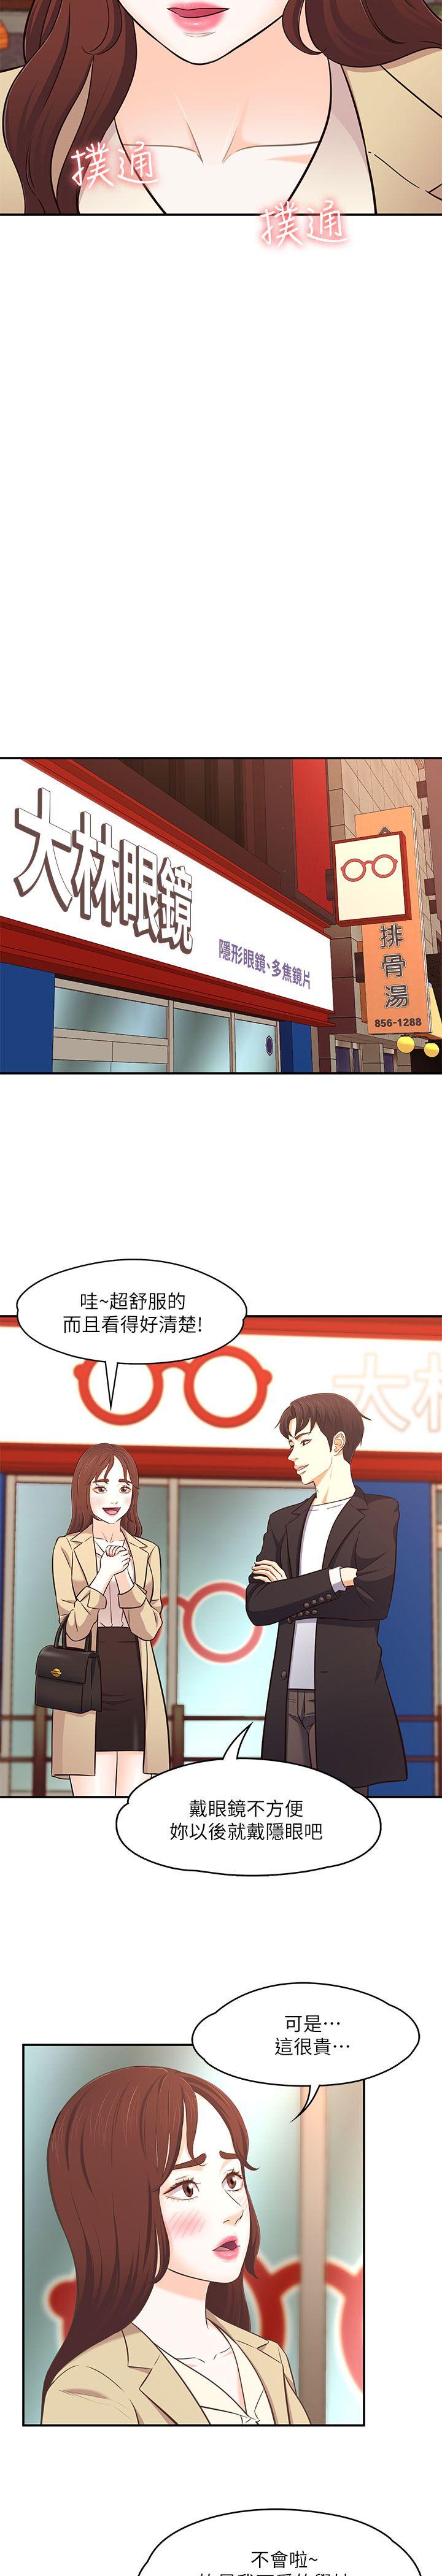 撲通
撲通
大林眼鏡
隱形眼鏡、多焦鏡片
排骨湯
856-1288
哇~超舒服的
而且看得好清楚!
大林
戴眼鏡不方便
妳以後就戴隱眼吧
可是…
這很貴…
不會啦~